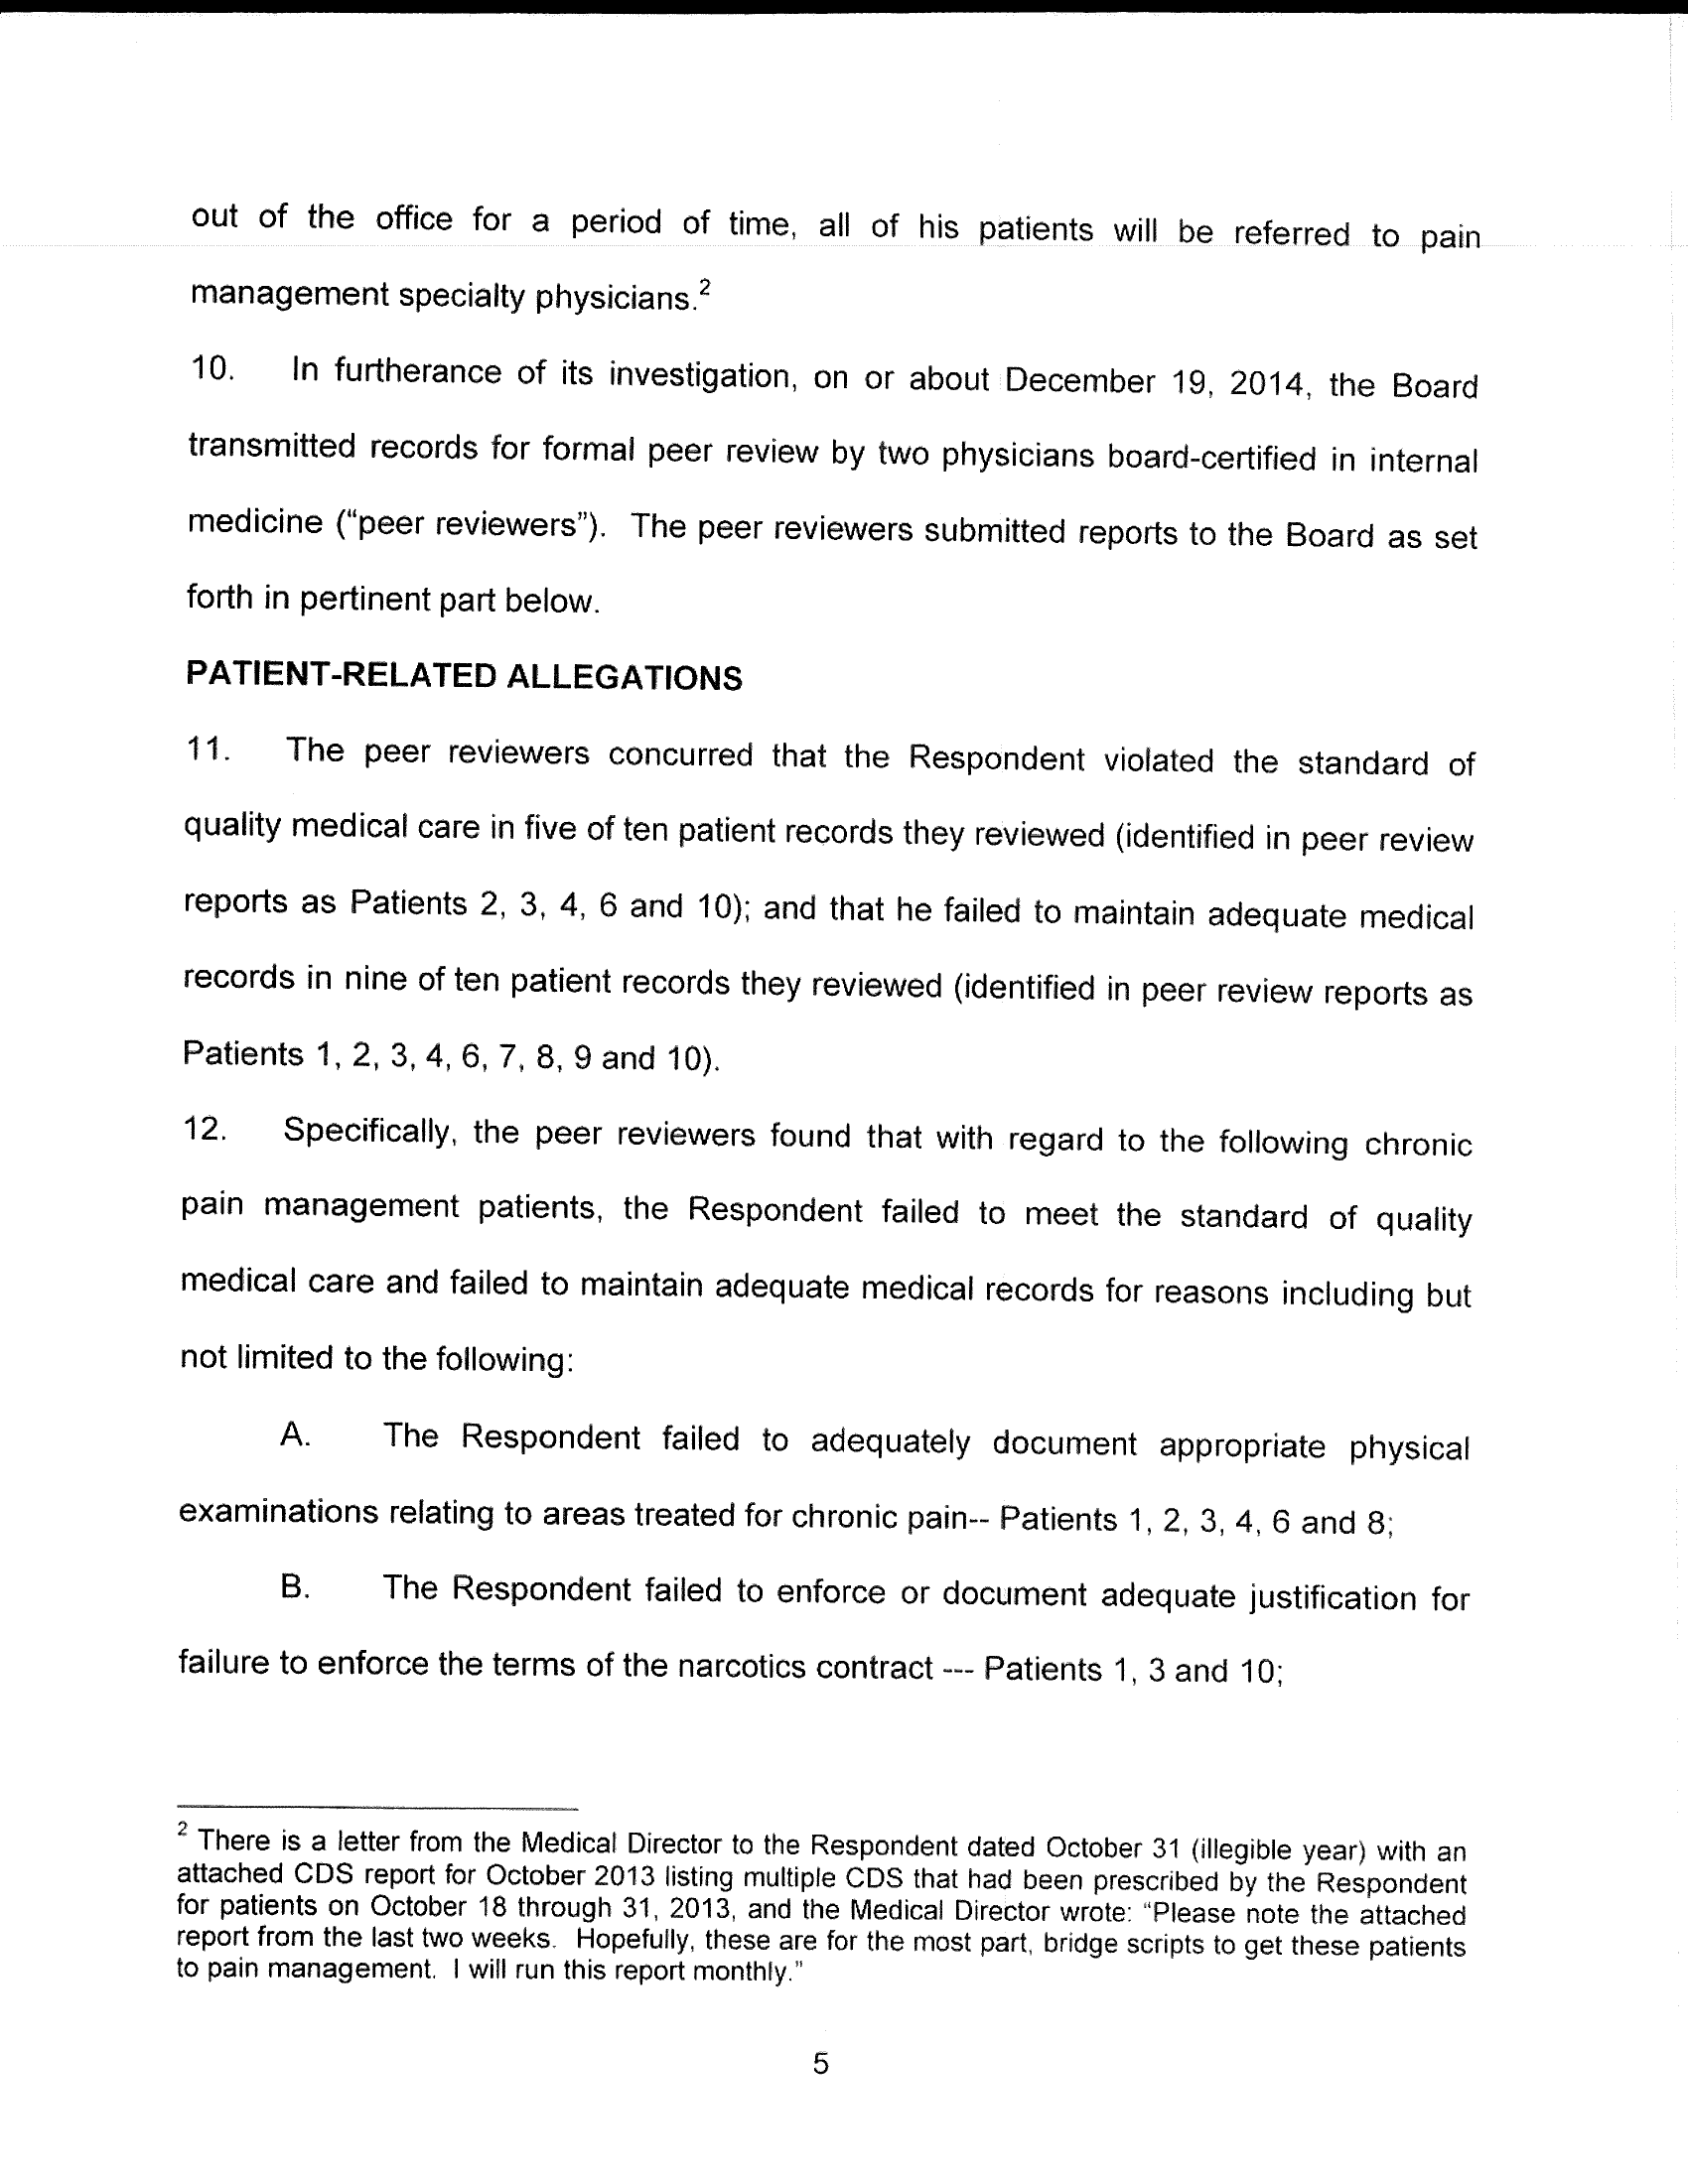 out of the office for a period of time, all of his patients will be referred to pain
management specialty physicians.2
10. In furtherance of its investigation, on or about December 19, 2014, the Board
transmitted records for formal peer review by two physicians board-certified in internal
medicine (“peer reviewers”). The peer reviewers submitted reports to the Board as set
forth in pertinent part below.
PATIENT-RELATED ALLEGATIONS
11. The peer reviewers concurred that the Respondent violated the standard of
quality medical care in five of ten patient records they reviewed (identified in peer review
reports as Patients 2, 3, 4, 6 and 10); and that he failed to maintain adequate medical
records in nine of ten patient records they reviewed (identified in peer review reports as
Patients 1, 2, 3, 4, 6, 7, 8, 9 and 10).
12. Specifically, the peer reviewers found that with regard to the following chronic
pain management patients, the Respondent failed to meet the standard of quality
medical care and failed to maintain adequate medical records for reasons including but
not limited to the following:
A. The Respondent failed to adequately document appropriate physical
examinations relating to areas treated for chronic pain-- Patients 1, 2, 3, 4, 6 and 8;
B. The Respondent failed to enforce or document adequate justification for
failure to enforce the terms of the narcotics contract --- Patients 1, 3 and 10;
2 There is a letter from the Medical Director to the Respondent dated October 31 (illegible year) with an
attached CDS report for October 2013 listing multiple CDS that had been prescribed by the Respondent
for patients on October 18 through 31, 2013, and the Medical Director wrote: “Please note the attached
report from the last two weeks. Hopefully, these are for the most part, bridge scripts to get these patients
to pain management. I will run this report monthly.”
5